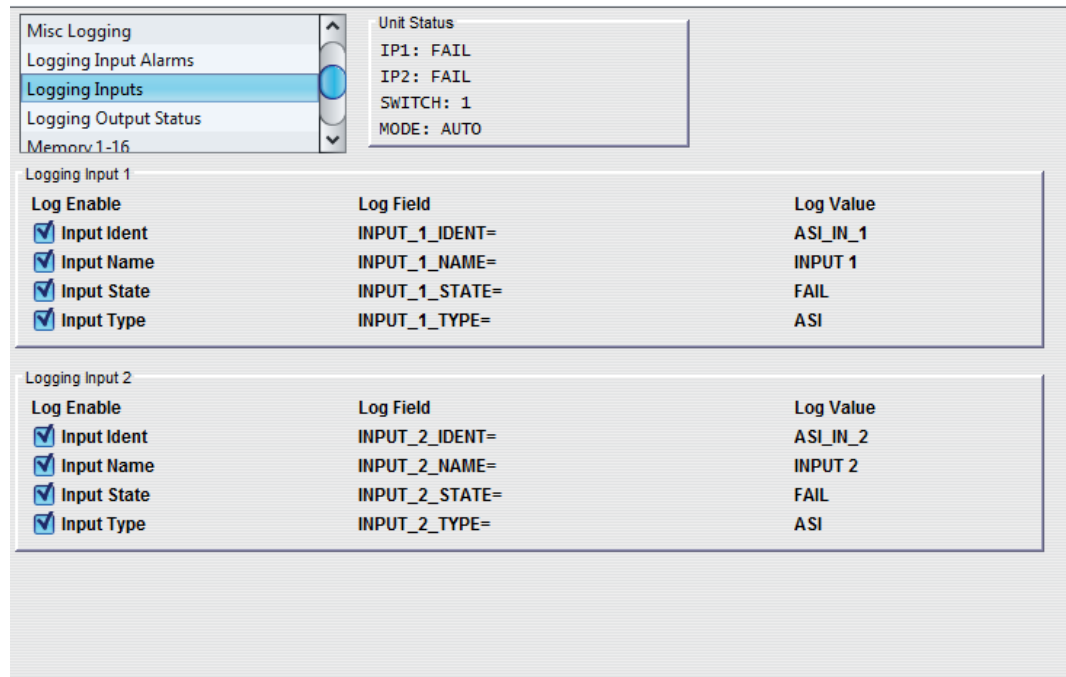 Misc Logging
Logging Input Alarms
Logging Inputs
Logging Output Status
Memory 1-16
Unit Status
IP1: FAIL
IP2: FAIL
SWITCH: 1
MODE: AUTO
Logging Input 1
Log Enable Log Field Log Value
Input Ident INPUT_1_IDENT= ASI_IN_1
Input Name INPUT_1_NAME= INPUT 1
Input State INPUT_1_STATE= FAIL
Input Type INPUT_1_TYPE= ASI
Logging Input 2
Log Enable Log Field Log Value
Input Ident INPUT_2_IDENT= ASI_IN_2
Input Name INPUT_2_NAME= INPUT 2
Input State INPUT_2_STATE= FAIL
Input Type INPUT_2_TYPE= ASI